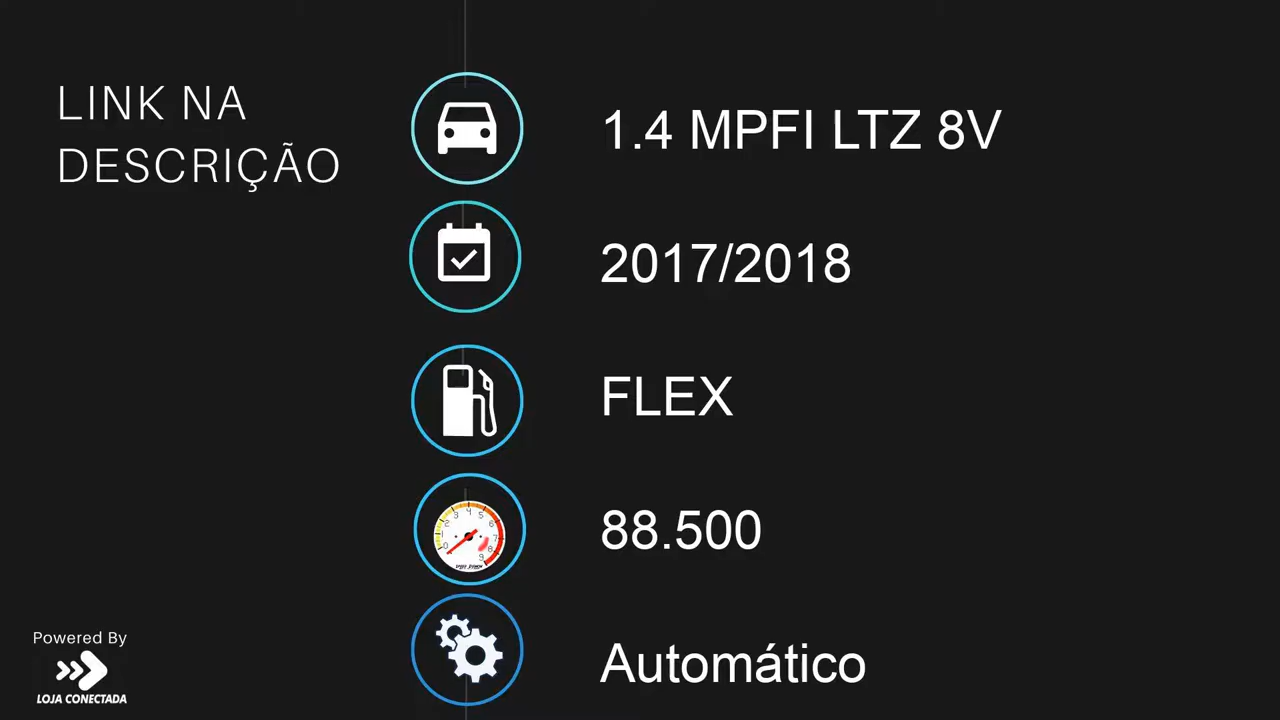 LINK NA
DESCRIÇÃO
1.4 MPFI LTZ 8V
2017/2018
FLEX
88.500
Automático
Powered By
LOJA CONECTADA